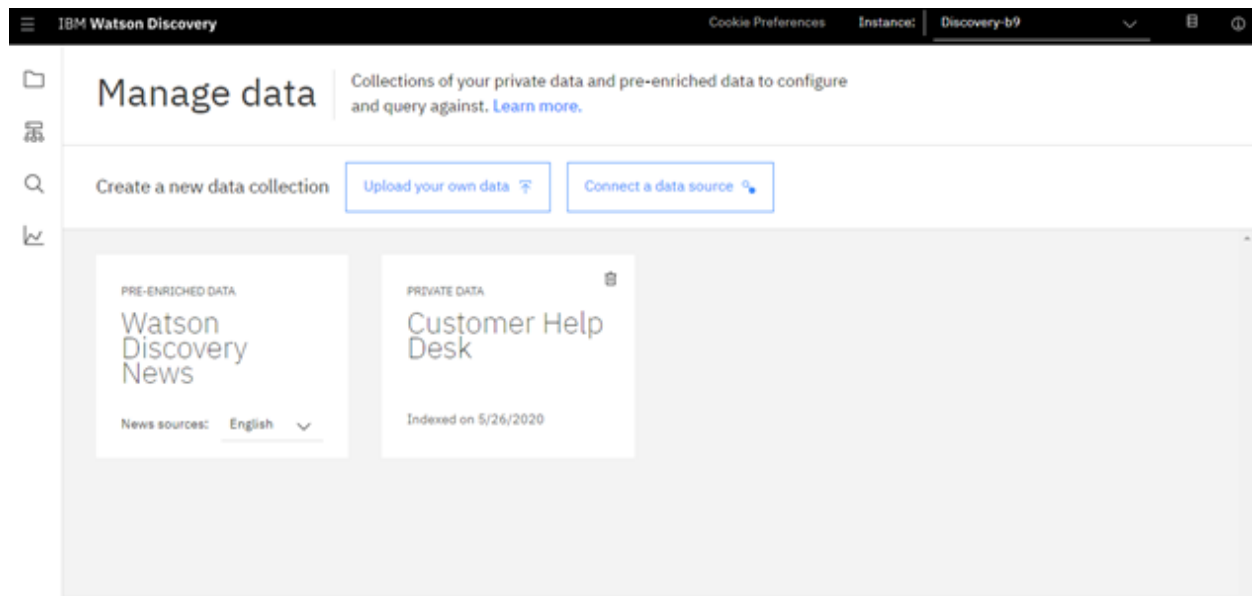 IBM Watson Discovery
Cookie Preferences
Instance:
Discovery-b9
Manage data
Collections of your private data and pre-enriched data to configure
and query against. Learn more.
Create a new data collection
Upload your own data
Connect a data source
PRE-ENRICHED DATA
Watson
Discovery
News
News sources:
English
PRIVATE DATA
Customer Help
Desk
Indexed on 5/26/2020